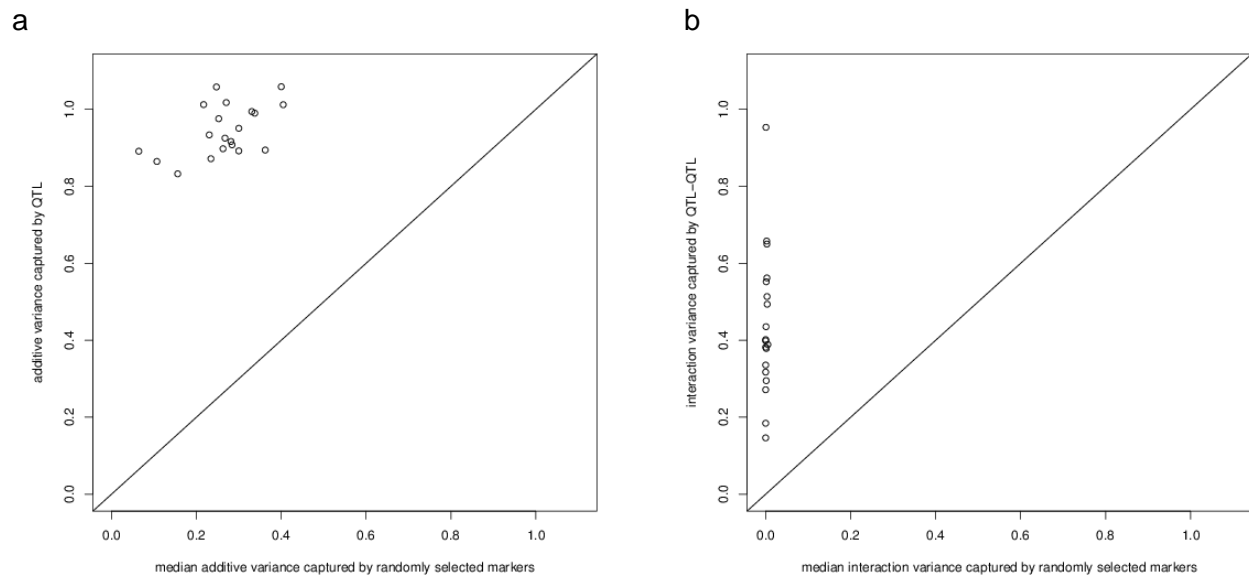 a
additive variance captured by QTL
0.0 0.2 0.4 0.6 0.8 1.0
0.0 0.2 0.4 0.6 0.8 1.0
median additive variance captured by randomly selected markers
b
interaction variance captured by QTL−QTL
0.0 0.2 0.4 0.6 0.8 1.0
0.0 0.2 0.4 0.6 0.8 1.0
median interaction variance captured by randomly selected markers